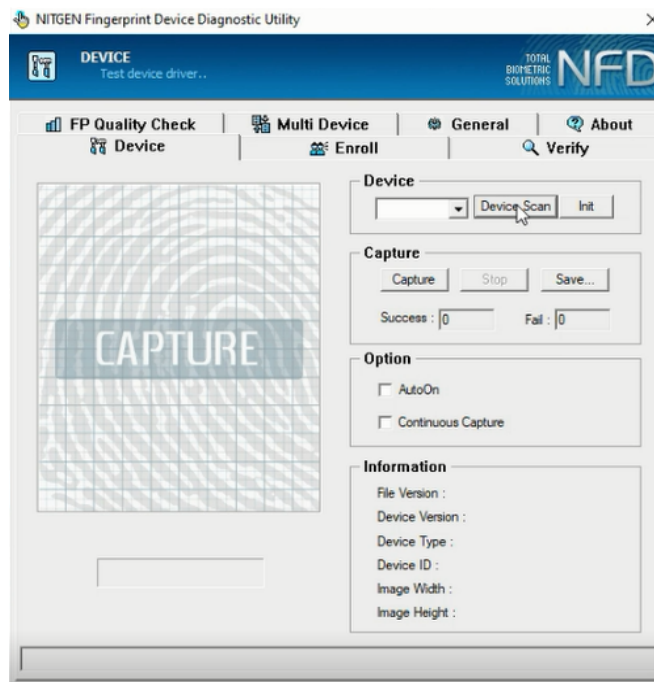 NITGEN Fingerprint Device Diagnostic Utility
DEVICE
Test device driver..
TOTAL
BIOMETRIC
SOLUTIONS
NFD
FP Quality Check
Multi Device
General
About
Device
Enroll
Verify
Device
Device Scan
Init
Capture
Capture
Stop
Save...
Success : 0
Fail : 0
CAPTURE
Option
AutoOn
Continuous Capture
Information
File Version :
Device Version :
Device Type :
Device ID :
Image Width :
Image Height :